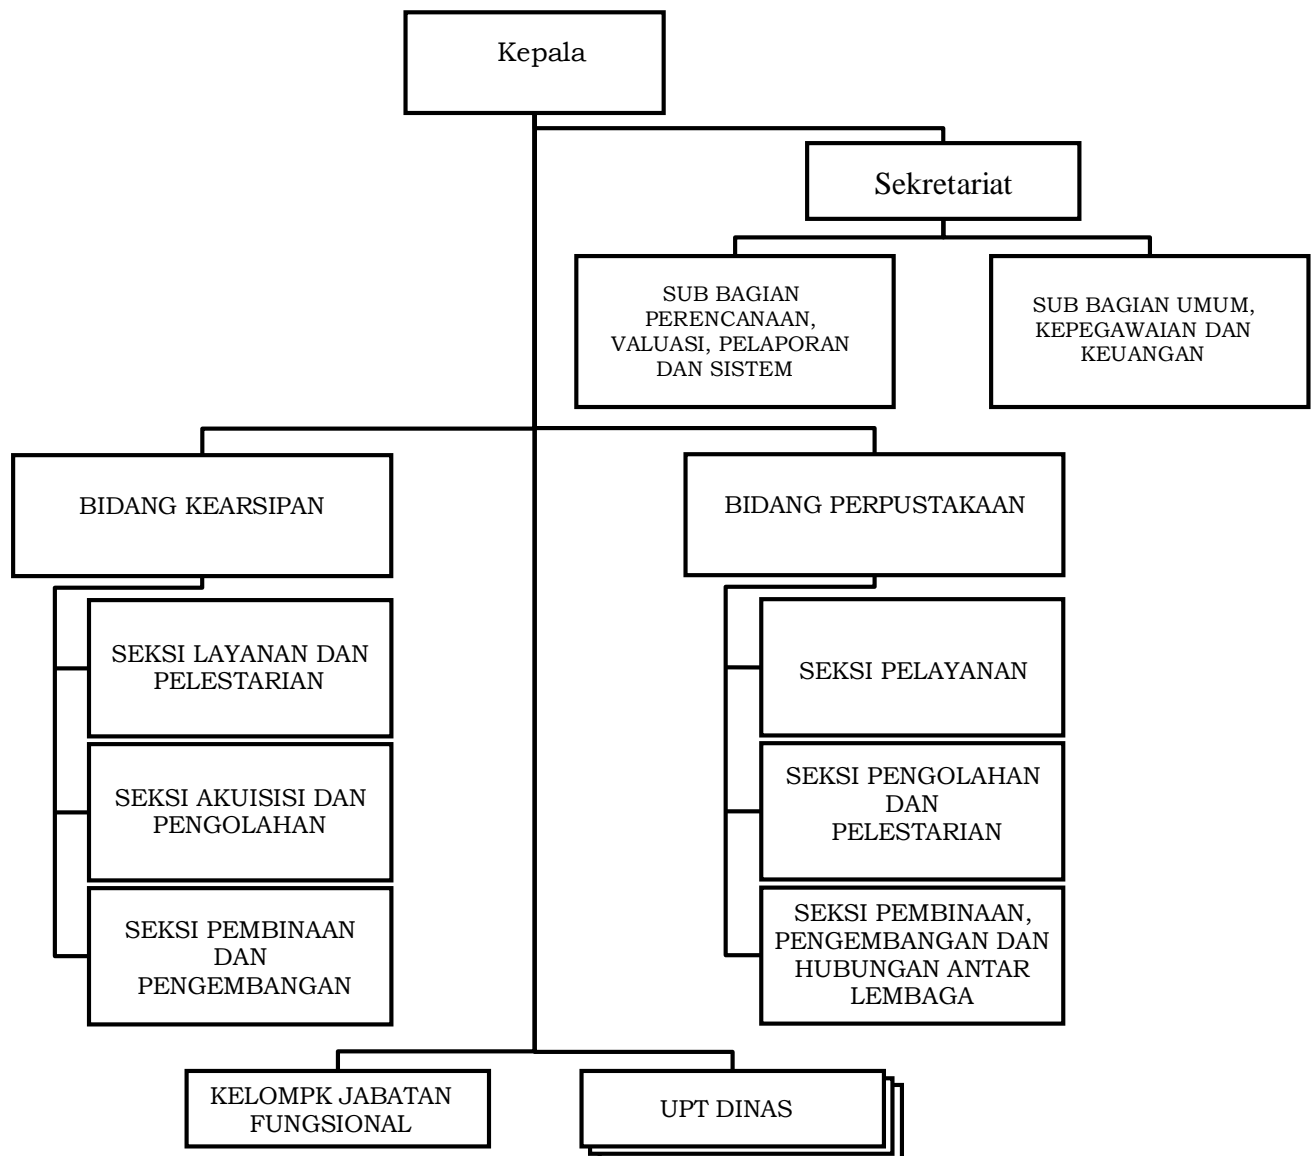 Kepala
Sekretariat
SUB BAGIAN
PERENCANAAN,
VALUASI, PELAPORAN
DAN SISTEM
SUB BAGIAN UMUM,
KEPEGAWAIAN DAN
KEUANGAN
BIDANG KEARSIPAN
BIDANG PERPUSTAKAAN
SEKSI LAYANAN DAN
PELESTARIAN
SEKSI AKUISISI DAN
PENGOLAHAN
SEKSI PEMBINAAN
DAN
PENGEMBANGAN
SEKSI PELAYANAN
SEKSI PENGOLAHAN
DAN
PELESTARIAN
SEKSI PEMBINAAN,
PENGEMBANGAN DAN
HUBUNGAN ANTAR
LEMBAGA
KELOMPK JABATAN
FUNGSIONAL
UPT DINAS